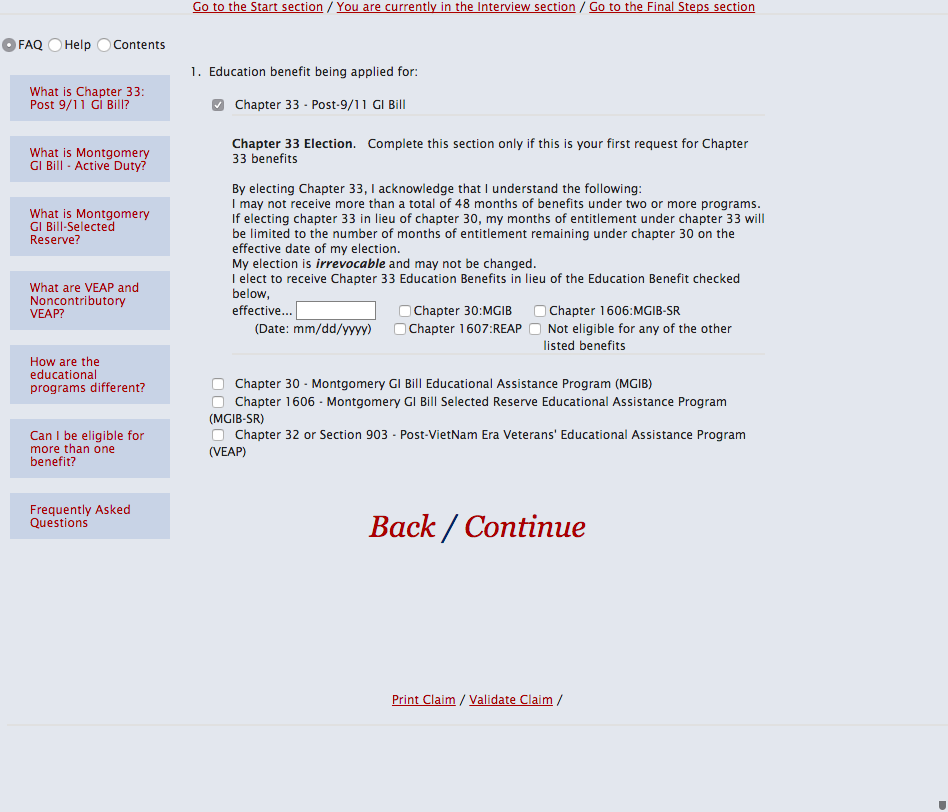 Go to the Start section / You are currently in the Interview section / Go to the Final Steps section
FAQ Help Contents
What is Chapter 33:
Post 9/11 GI Bill?
What is Montgomery
GI Bill - Active Duty?
What is Montgomery
GI Bill-Selected
Reserve?
What are VEAP and
Noncontributory
VEAP?
How are the
educational
programs different?
Can I be eligible for
more than one
benefit?
Frequently Asked
Questions
1. Education benefit being applied for:
Chapter 33 - Post-9/11 GI Bill
Chapter 33 Election. Complete this section only if this is your first request for Chapter
33 benefits
By electing Chapter 33, I acknowledge that I understand the following:
I may not receive more than a total of 48 months of benefits under two or more programs.
If electing chapter 33 in lieu of chapter 30, my months of entitlement under chapter 33 will
be limited to the number of months of entitlement remaining under chapter 30 on the
effective date of my election.
My election is irrevocable and may not be changed.
I elect to receive Chapter 33 Education Benefits in lieu of the Education Benefit checked
below,
effective... Chapter 30:MGIB Chapter 1606:MGIB-SR
(Date: mm/dd/yyyy) Chapter 1607:REAP Not eligible for any of the other
listed benefits
Chapter 30 - Montgomery GI Bill Educational Assistance Program (MGIB)
Chapter 1606 - Montgomery GI Bill Selected Reserve Educational Assistance Program
(MGIB-SR)
Chapter 32 or Section 903 - Post-VietNam Era Veterans' Educational Assistance Program
(VEAP)
Back / Continue
Print Claim / Validate Claim /